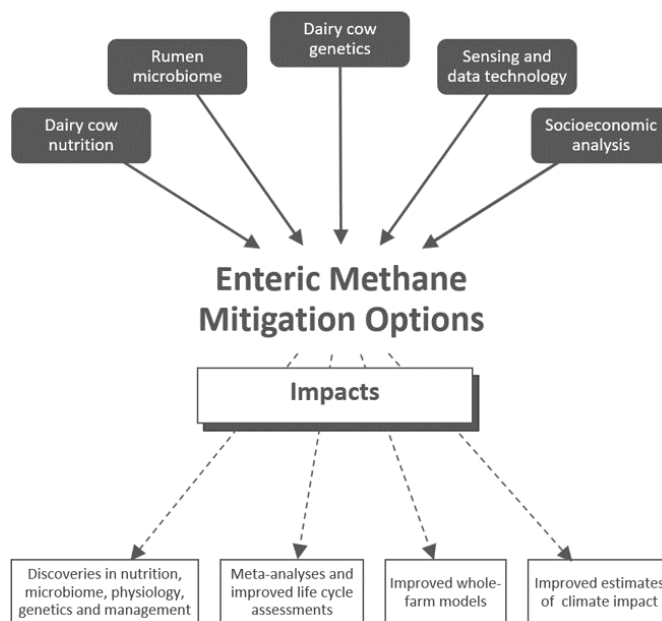 Dairy cow
genetics
Rumen
microbiome
Sensing and
data technology
Dairy cow
nutrition
Socioeconomic
analysis
Enteric Methane
Mitigation Options
Impacts
Discoveries in nutrition,
microbiome, physiology,
genetics and management
Meta-analyses and
improved life cycle
assessments
Improved whole-
farm models
Improved estimates
of climate impact